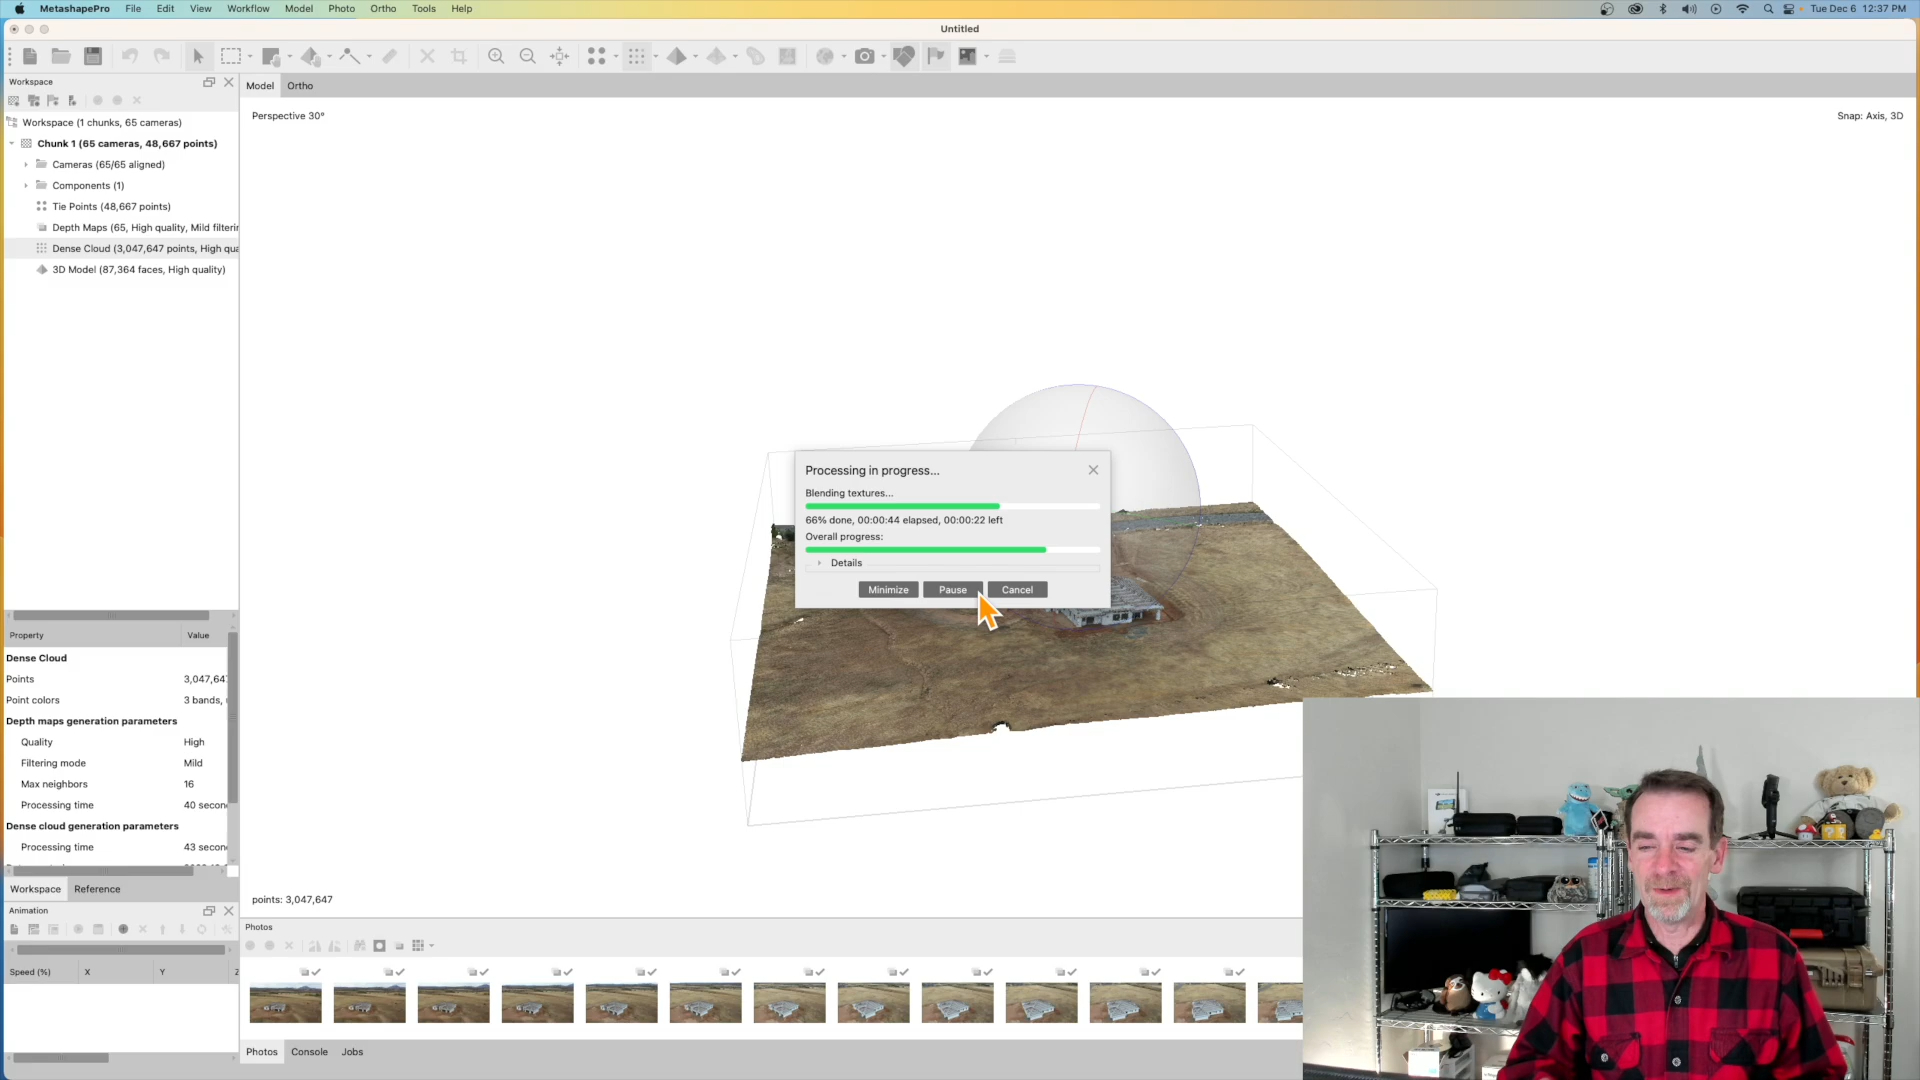 MetashapePro File Edit View Workflow Model Photo Ortho Tools Help Tue Dec 6 12:37 PM
Untitled
Workspace
Model Ortho
Perspective 30°
Snap: Axis, 3D
Workspace (1 chunks, 65 cameras)
Chunk 1 (65 cameras, 48,667 points)
Cameras (65/65 aligned)
Components (1)
Tie Points (48,667 points)
Depth Maps (65, High quality, Mild filterir
Dense Cloud (3,047,647 points, High qua
3D Model (87,364 faces, High quality)
Processing in progress...
Blending textures...
66% done, 00:00:44 elapsed, 00:00:22 left
Overall progress:
Details
Minimize Pause Cancel
Property Value
Dense Cloud
Points 3,047,647
Point colors 3 bands,
Depth maps generation parameters
Quality High
Filtering mode Mild
Max neighbors 16
Processing time 40 secon
Dense cloud generation parameters
Processing time 43 secon
Workspace Reference
points: 3,047,647
Animation
Speed (%) X Y Z
Photos
Photos Console Jobs